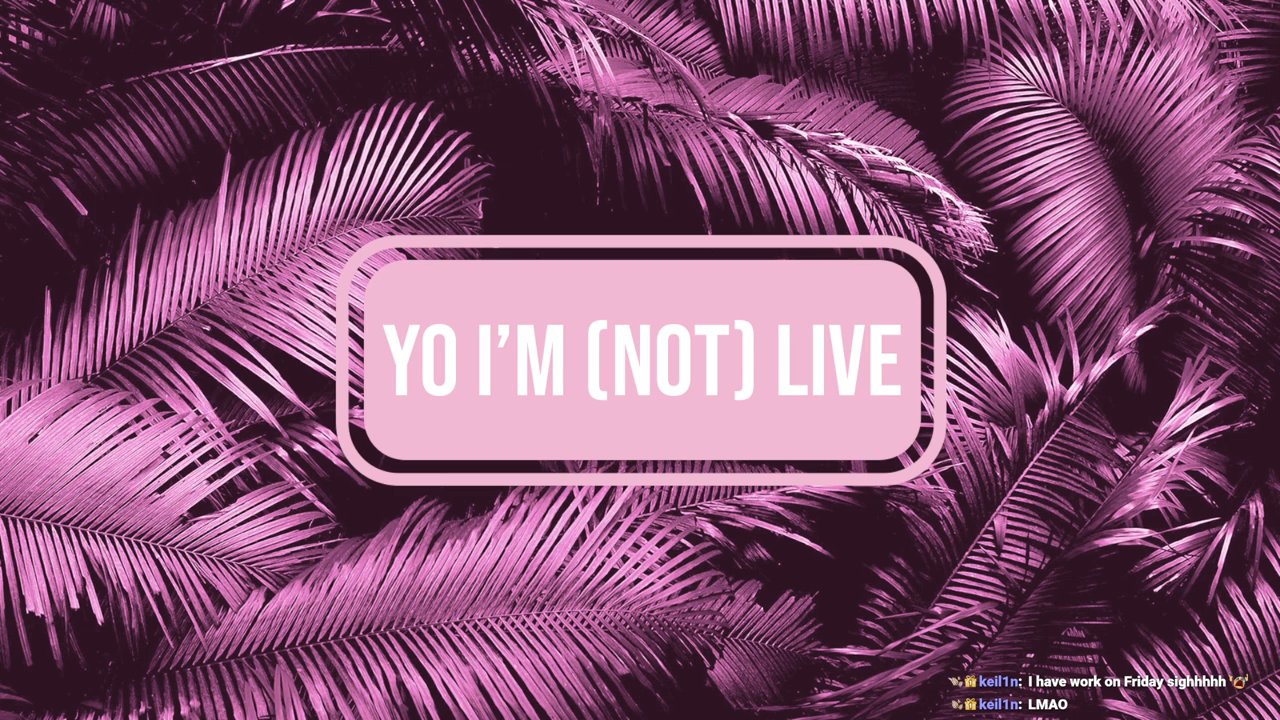 YO I’M (NOT) LIVE
keil1n: I have work on Friday sighhhhh
keil1n: LMAO